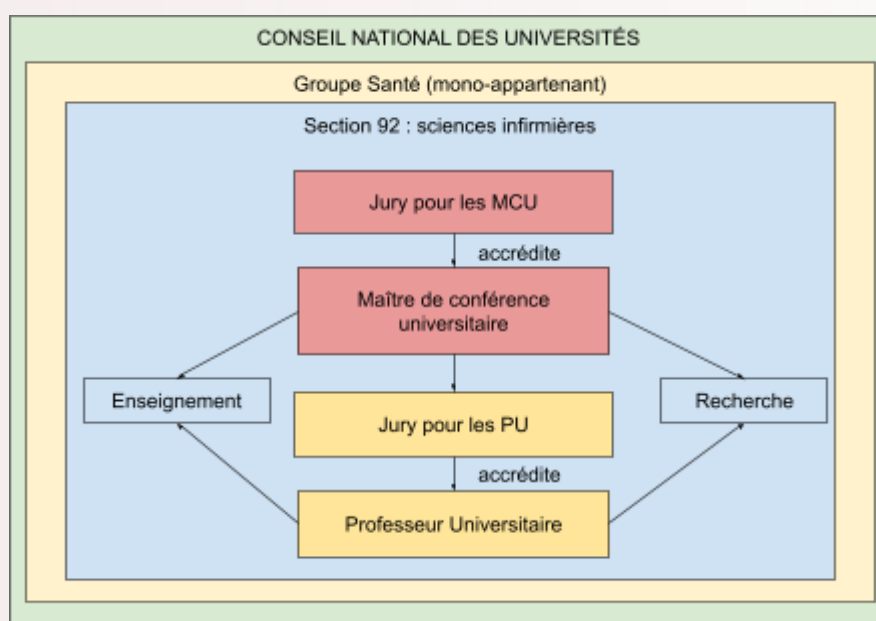 CONSEIL NATIONAL DES UNIVERSITÉS
Groupe Santé (mono-appartenant)
Section 92 : sciences infirmières
Jury pour les MCU
accrédite
Maître de conférence
universitaire
Enseignement
Recherche
Jury pour les PU
accrédite
Professeur Universitaire